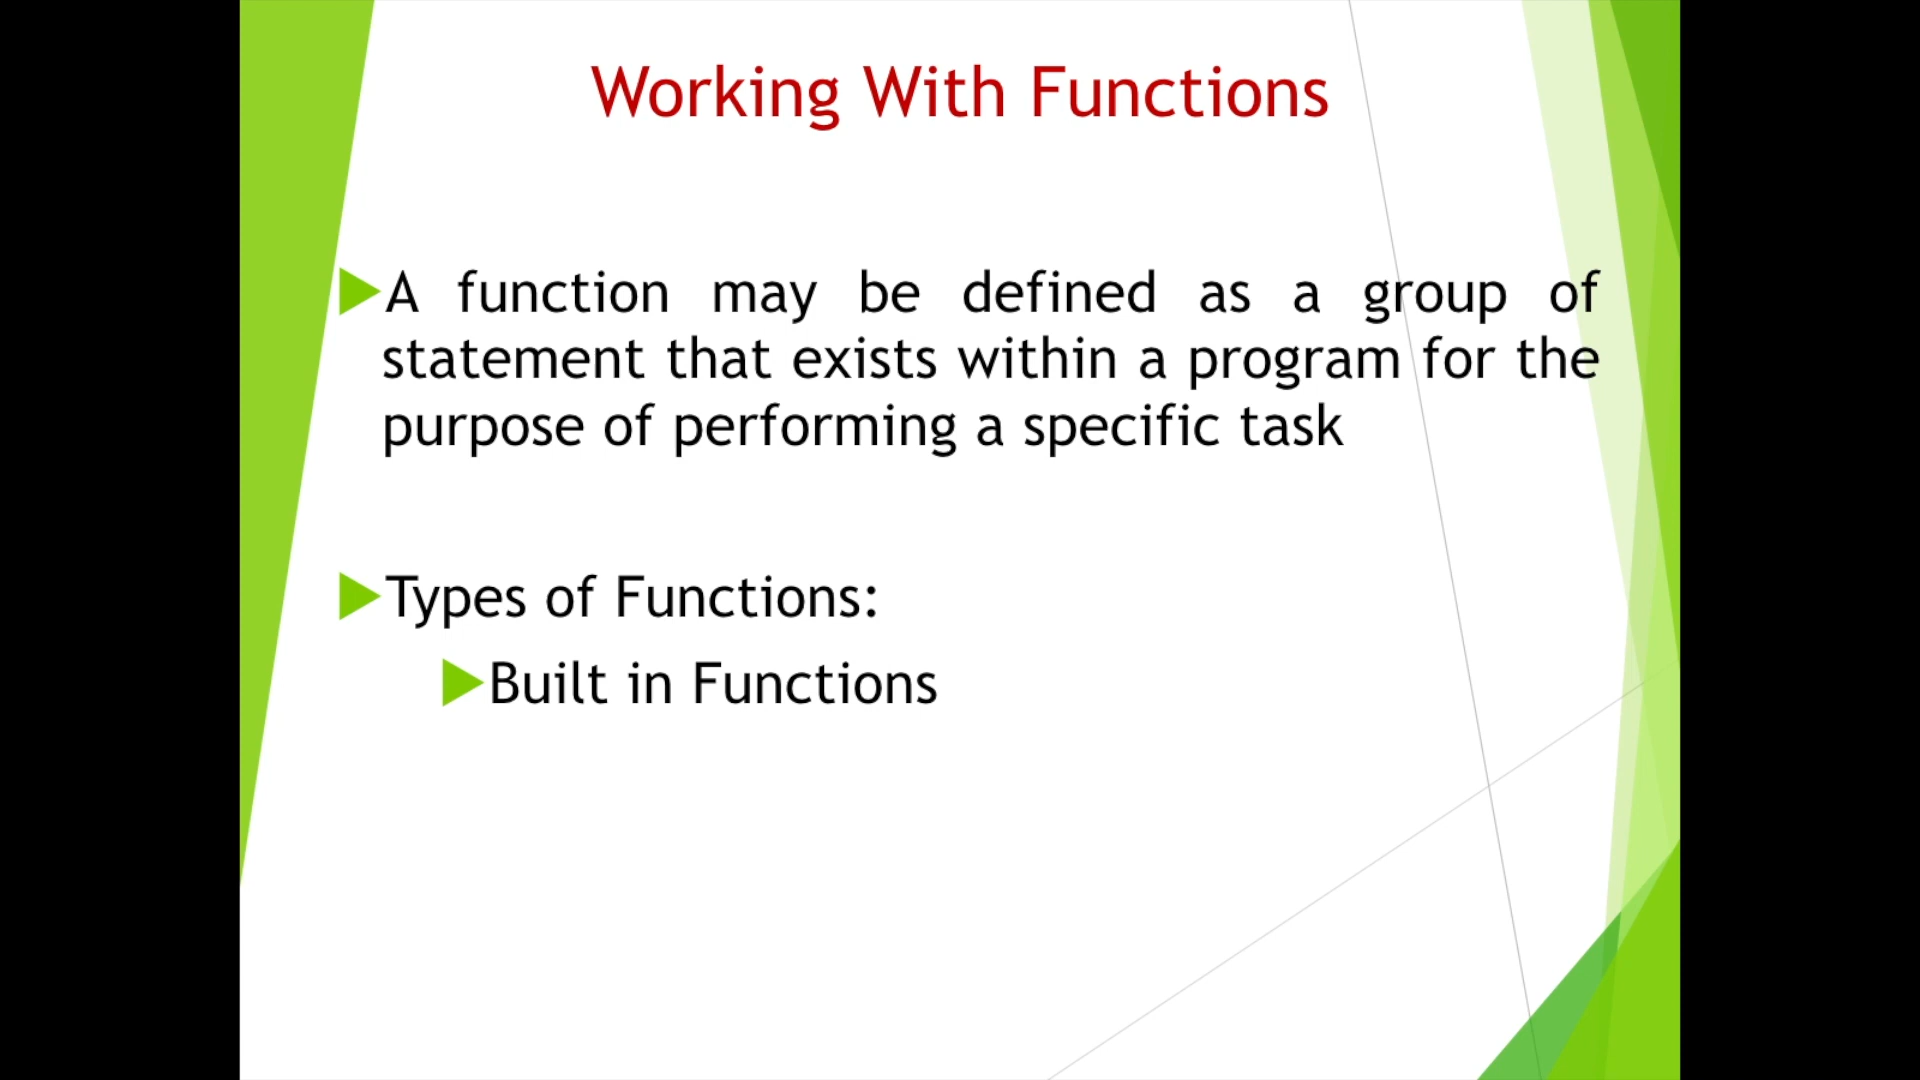 Working With Functions
A function may be defined as a group of
statement that exists within a program for the
purpose of performing a specific task
Types of Functions:
Built in Functions